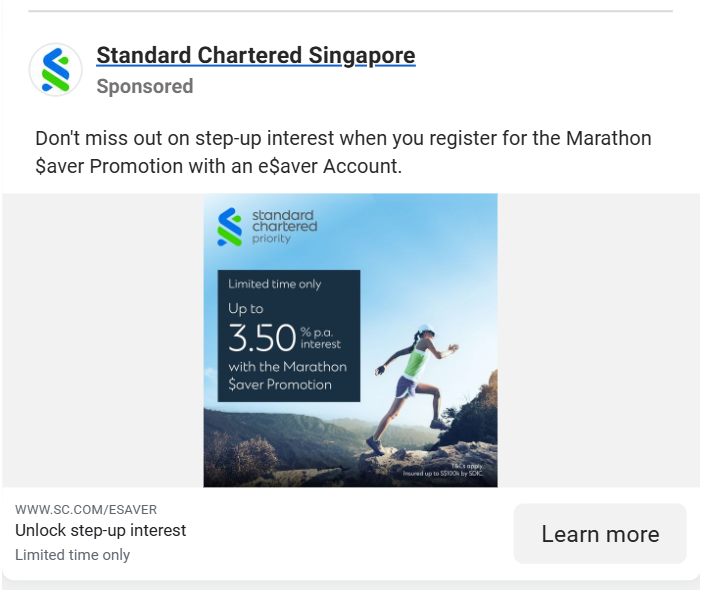 Standard Chartered Singapore
Sponsored
Don't miss out on step-up interest when you register for the Marathon
$aver Promotion with an e$aver Account.
standard
chartered
priority
Limited time only
Up to
3.50 % p.a.
interest
with the Marathon
$aver Promotion
T&Cs apply.
Insured up to S$100k by SDIC.
WWW.SC.COM/ESAVER
Unlock step-up interest
Limited time only
Learn more